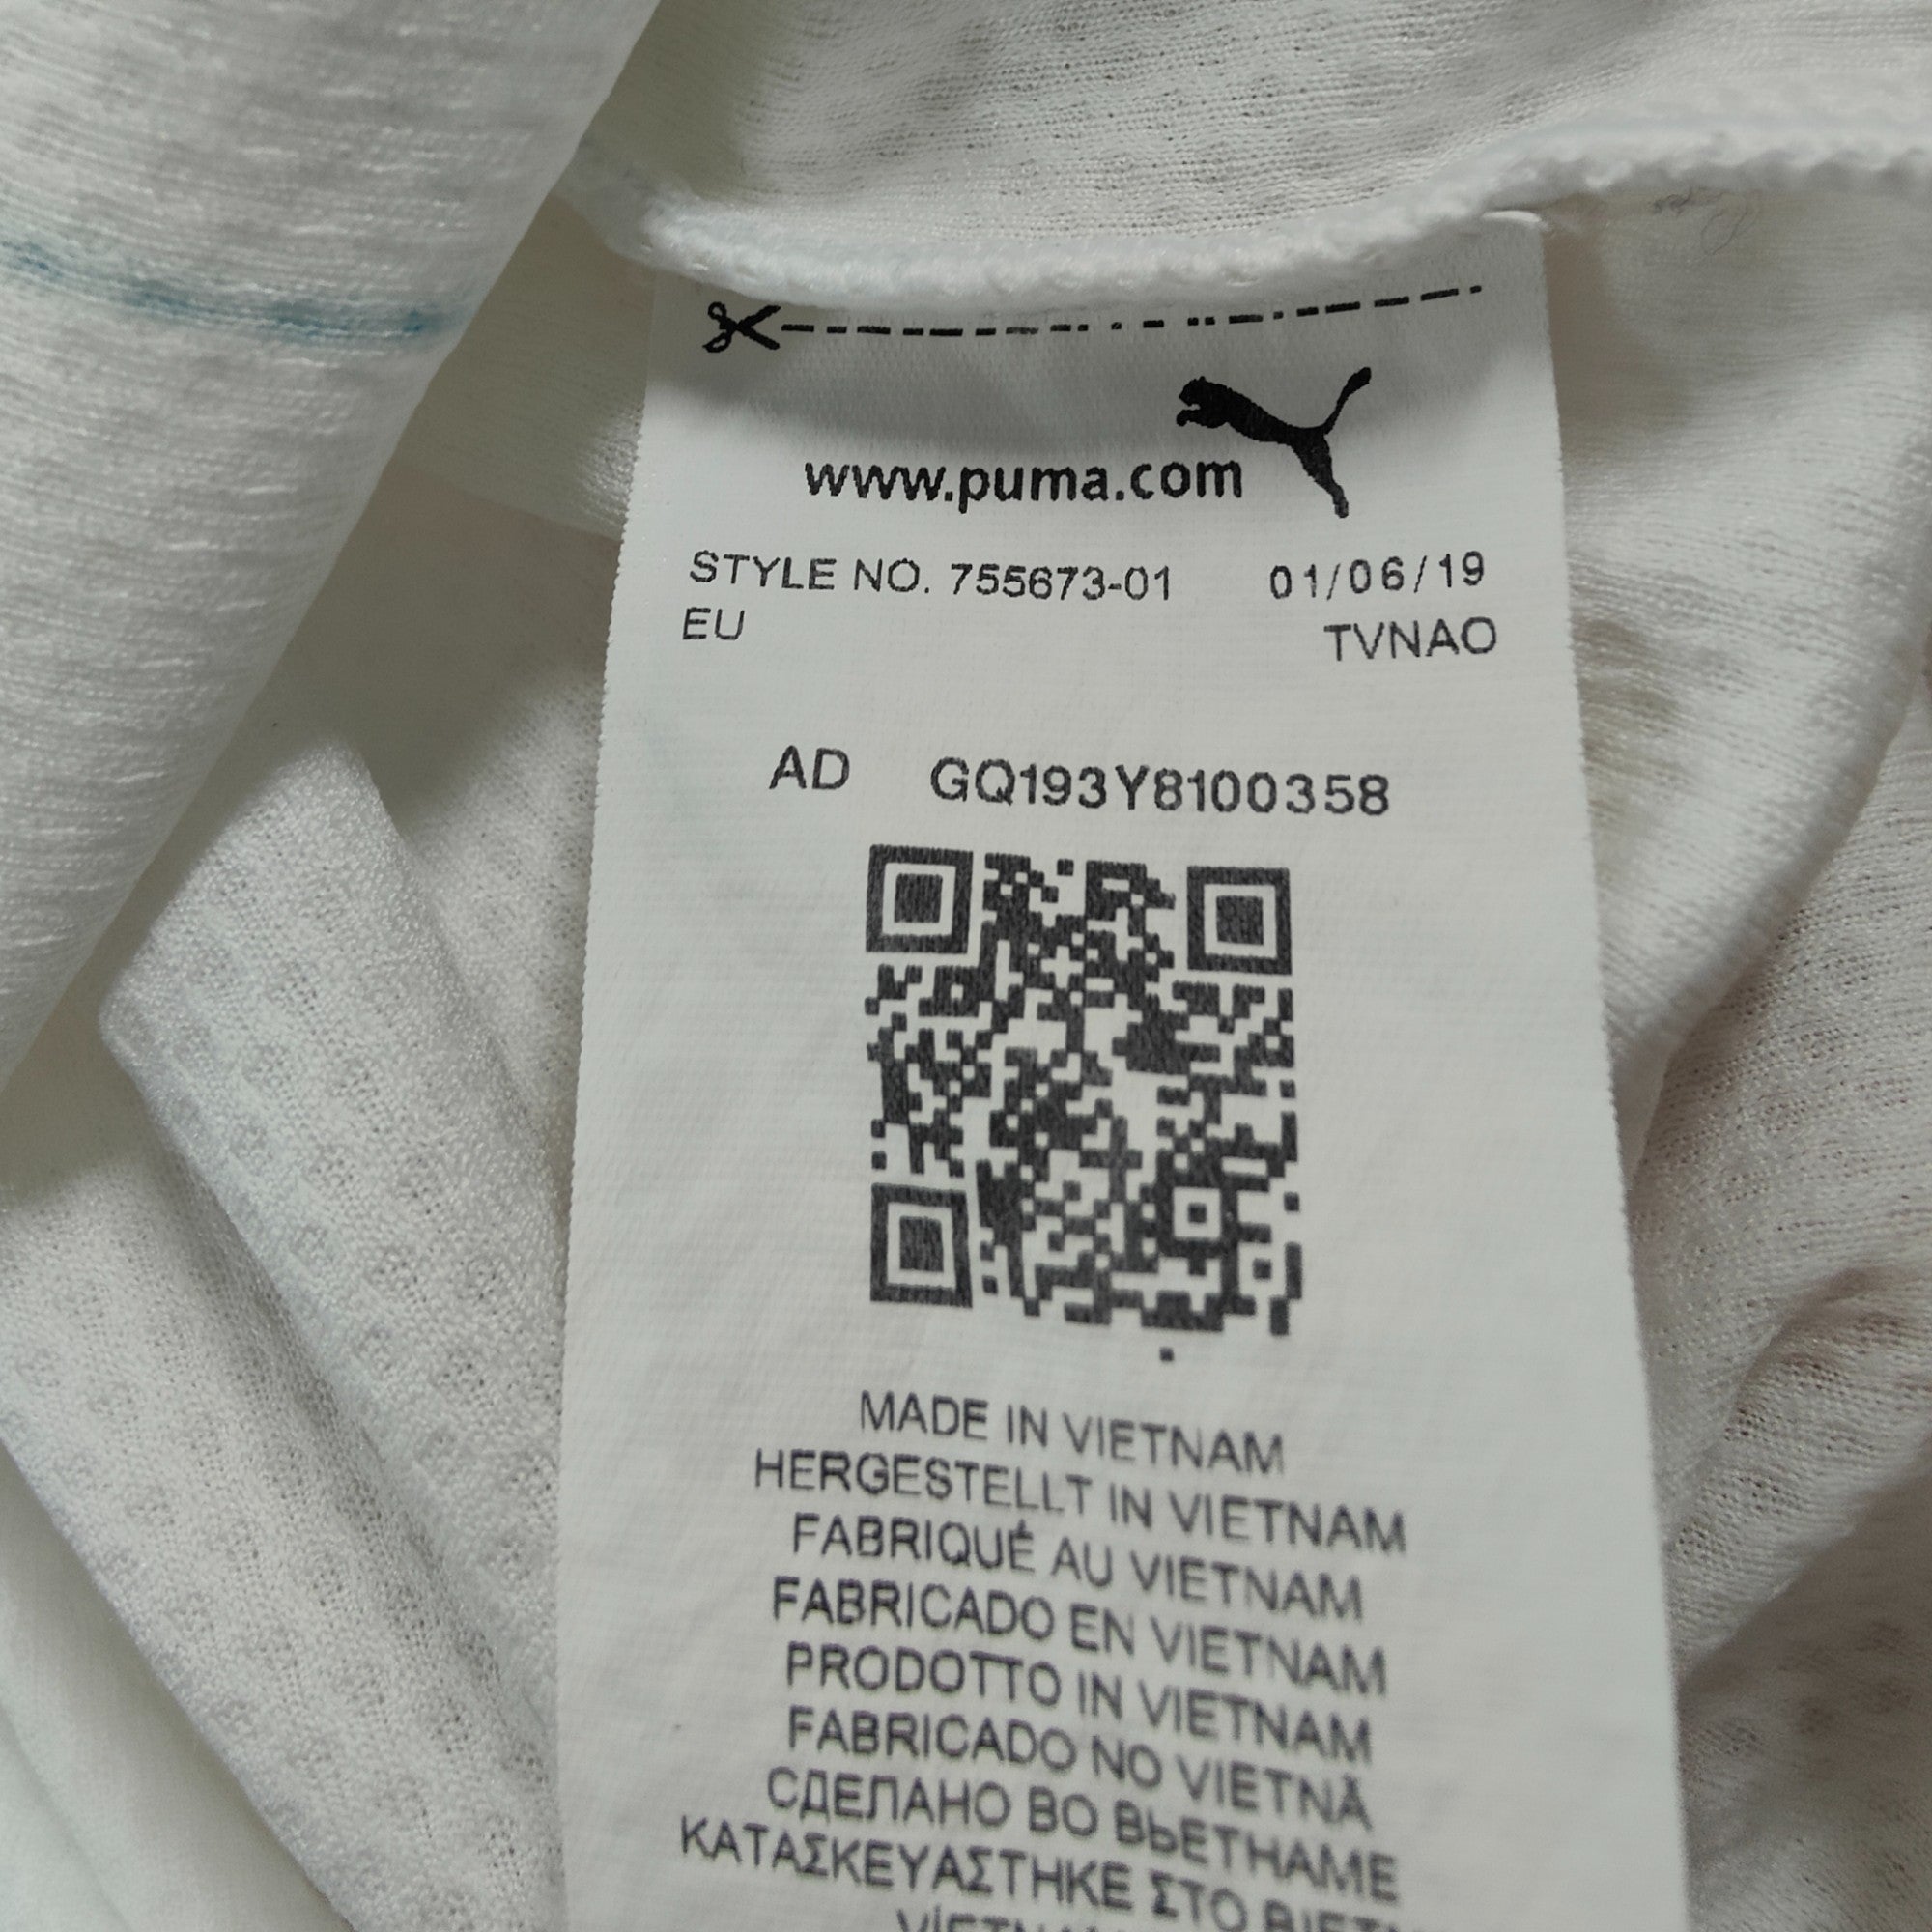 www.puma.com
STYLE NO. 755673-01 01/06/19
EU TVNAO
AD GQ193Y8100358
MADE IN VIETNAM
HERGESTELLT IN VIETNAM
FABRIQUÉ AU VIETNAM
FABRICADO EN VIETNAM
PRODOTTO IN VIETNAM
FABRICADO NO VIETNÃ
СДЕЛАНО ВО ВЬЕТНАМЕ
ΚΑΤΑΣΚΕΥΑΣΤΗΚΕ ΣΤΟ